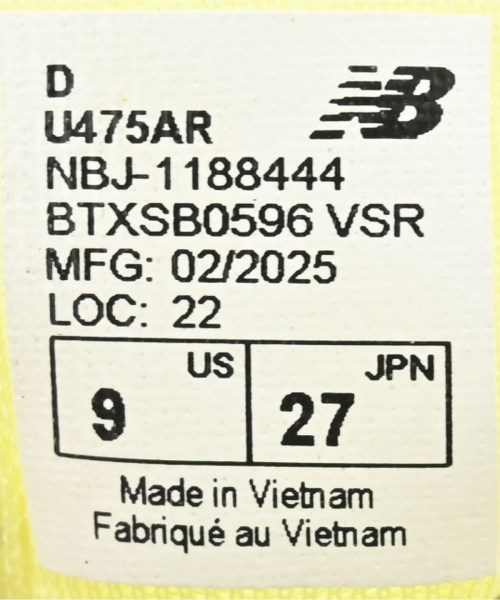 D
U475AR
NBJ-1188444
BTXSB0596 VSR
MFG: 02/2025
LOC: 22
US JPN
9 27
Made in Vietnam
Fabriqué au Vietnam